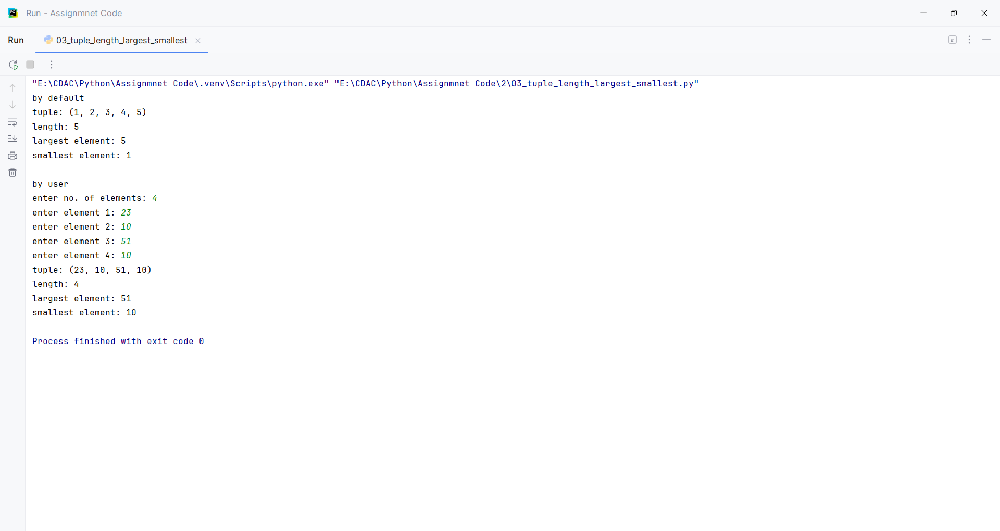 Run - Assignmnet Code
Run 03_tuple_length_largest_smallest
"E:\CDAC\Python\Assignmnet Code\.venv\Scripts\python.exe" "E:\CDAC\Python\Assignmnet Code\2\03_tuple_length_largest_smallest.py"
by default
tuple: (1, 2, 3, 4, 5)
length: 5
largest element: 5
smallest element: 1
by user
enter no. of elements: 4
enter element 1: 23
enter element 2: 10
enter element 3: 51
enter element 4: 10
tuple: (23, 10, 51, 10)
length: 4
largest element: 51
smallest element: 10
Process finished with exit code 0